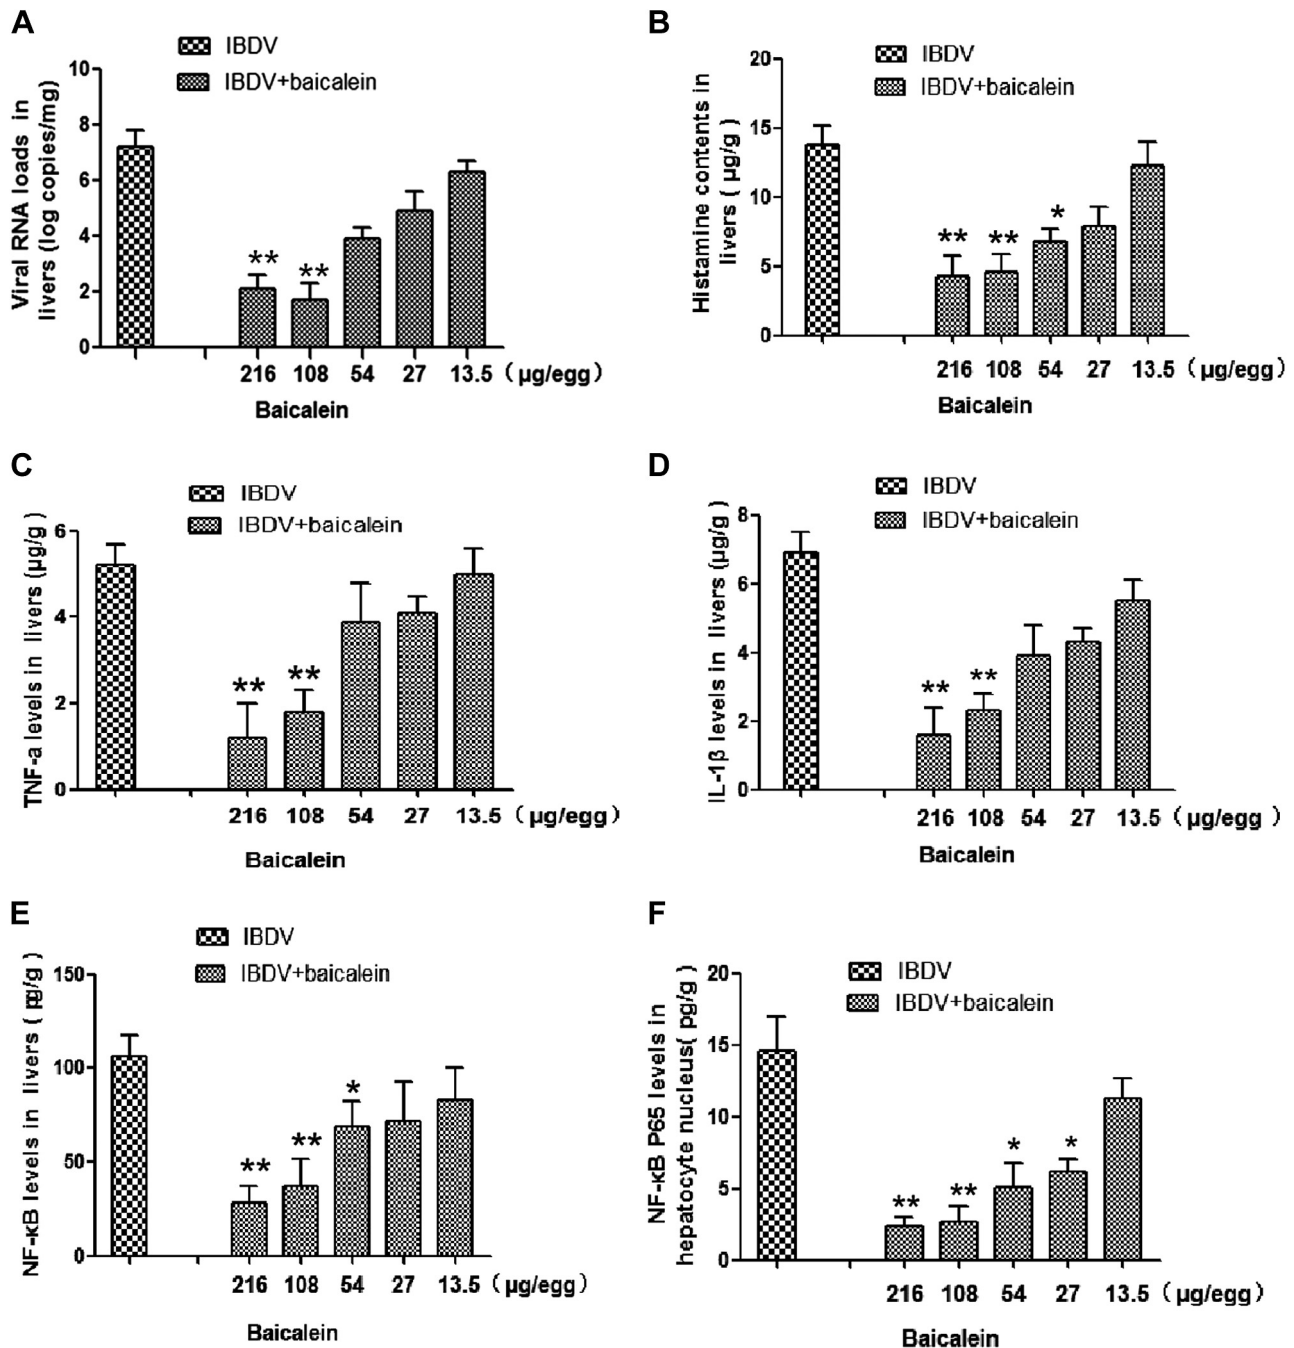 A
IBDV
IBDV+baicalein
Viral RNA loads in
livers (log copies/mg)
10
8
6
4
2
0
** **
216 108 54 27 13.5 (µg/egg)
Baicalein
B
IBDV
IBDV+baicalein
Histamine contents in
livers ( µg/g )
20
15
10
5
0
** ** *
216 108 54 27 13.5 (µg/egg)
Baicalein
C
IBDV
IBDV+baicalein
TNF-a levels in livers (µg/g )
6
4
2
0
** **
216 108 54 27 13.5 (µg/egg)
Baicalein
D
IBDV
IBDV+baicalein
IL-1β levels in livers (µg/g )
8
6
4
2
0
** **
216 108 54 27 13.5 (µg/egg )
Baicalein
E
IBDV
IBDV+baicalein
NF-κB levels in livers ( pg/g )
150
100
50
0
** ** *
216 108 54 27 13.5 (µg/egg)
Baicalein
F
IBDV
IBDV+baicalein
NF-κB P65 levels in
hepatocyte nucleus( pg/g )
20
15
10
5
0
** ** * *
216 108 54 27 13.5 (µg/egg)
Baicalein